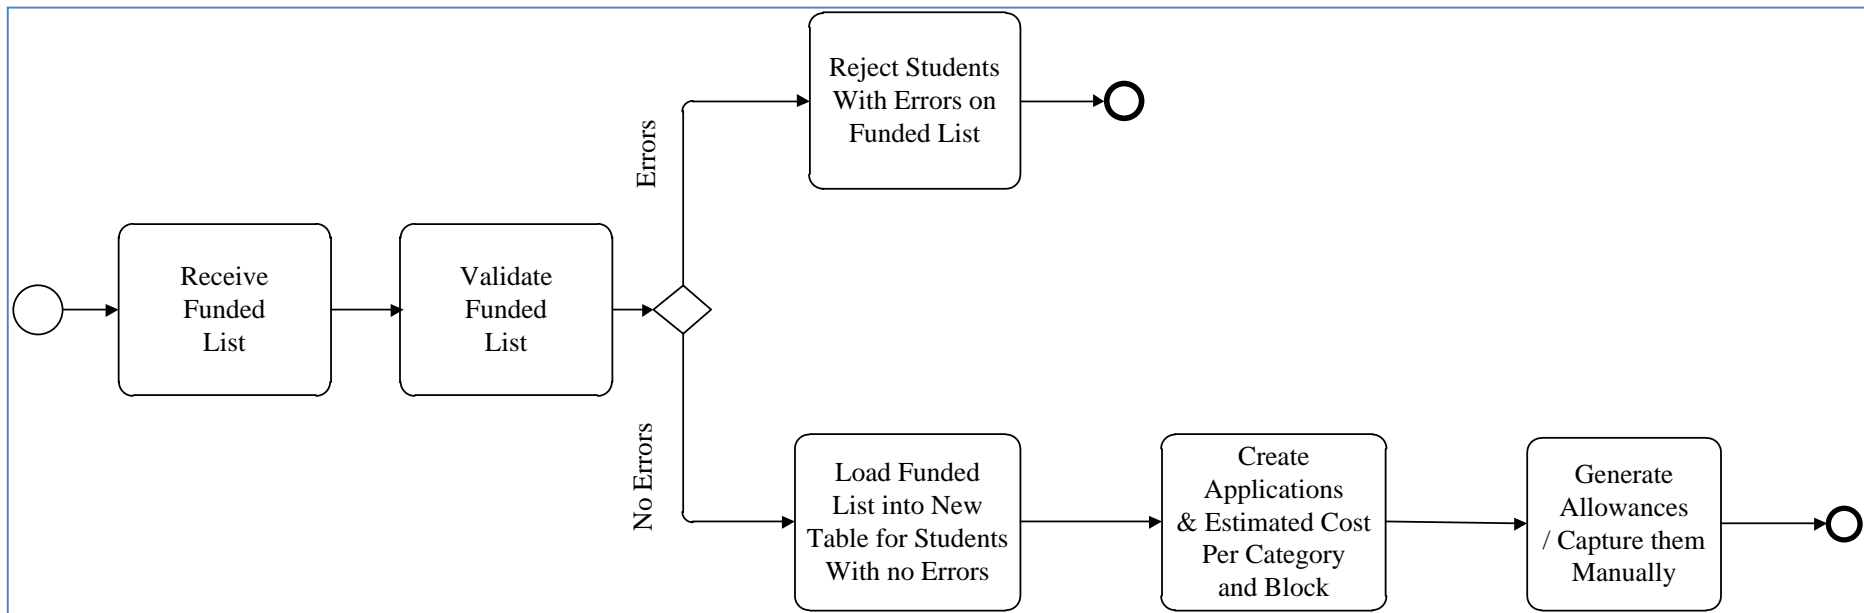 Reject Students
With Errors on
Funded List
Errors
Receive
Funded
List
Validate
Funded
List
No Errors
Load Funded
List into New
Table for Students
With no Errors
Create
Applications
& Estimated Cost
Per Category
and Block
Generate
Allowances
/ Capture them
Manually